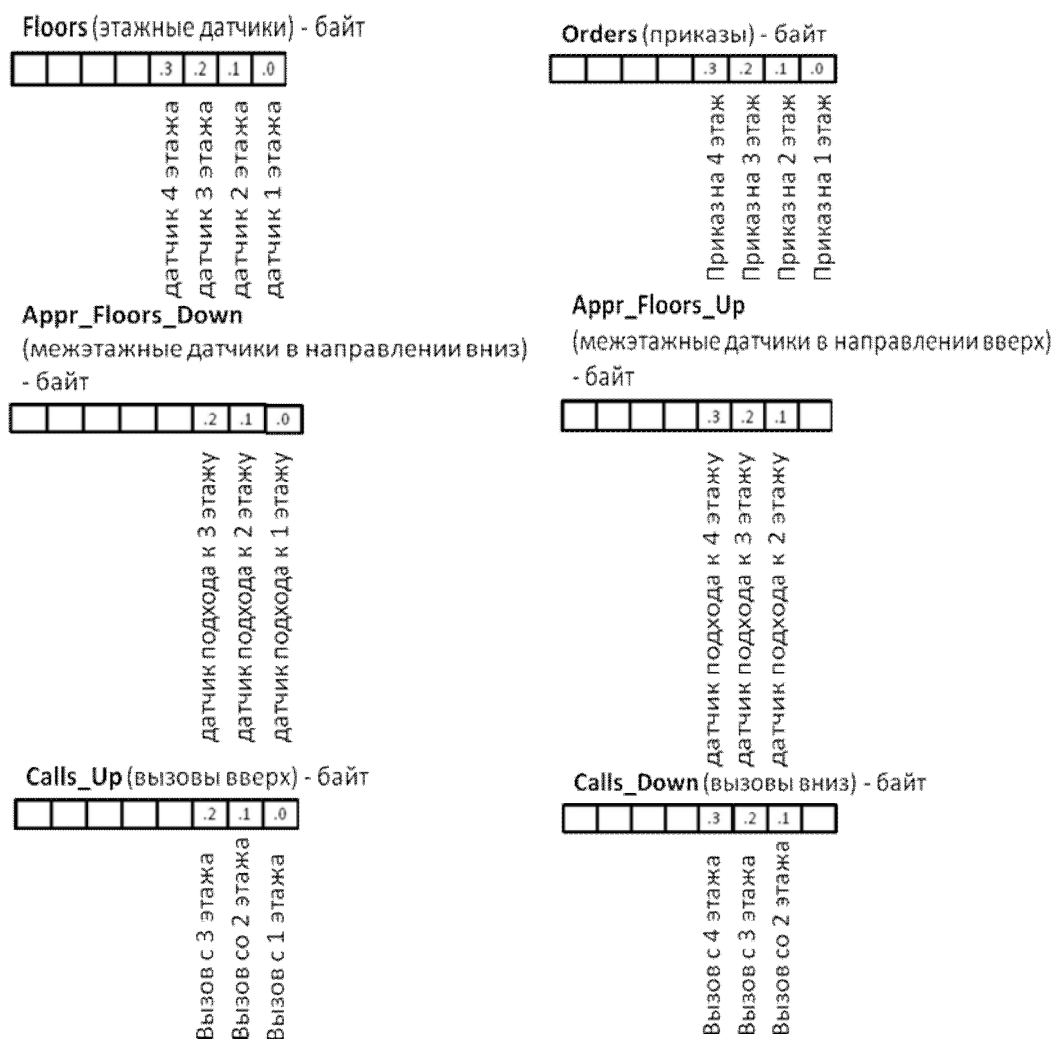 Floors (этажные датчики) - байт
.3 .2 .1 .0
датчик 4 этажа
датчик 3 этажа
датчик 2 этажа
датчик 1 этажа
Orders (приказы) - байт
.3 .2 .1 .0
Приказ на 4 этаж
Приказ на 3 этаж
Приказ на 2 этаж
Приказ на 1 этаж
Appr_Floors_Down
(межэтажные датчики в направлении вниз)
- байт
.2 .1 .0
датчик подхода к 3 этажу
датчик подхода к 2 этажу
датчик подхода к 1 этажу
Appr_Floors_Up
(межэтажные датчики в направлении вверх)
- байт
.3 .2 .1
датчик подхода к 4 этажу
датчик подхода к 3 этажу
датчик подхода к 2 этажу
Calls_Up (вызовы вверх) - байт
.2 .1 .0
Вызов с 3 этажа
Вызов со 2 этажа
Вызов с 1 этажа
Calls_Down (вызовы вниз) - байт
.3 .2 .1
Вызов с 4 этажа
Вызов с 3 этажа
Вызов со 2 этажа